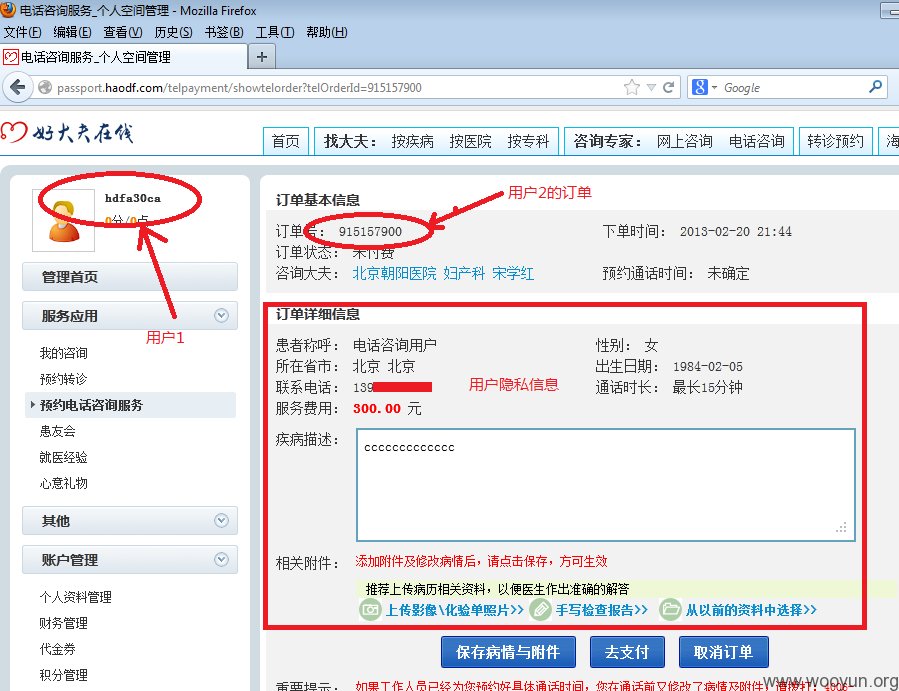 电话咨询服务_个人空间管理 - Mozilla Firefox
文件(F) 编辑(E) 查看(V) 历史(S) 书签(B) 工具(T) 帮助(H)
电话咨询服务_个人空间管理
passport.haodf.com/telpayment/showtelorder?telOrderId=915157900
Google
好大夫在线
首页 找大夫： 按疾病 按医院 按专科 咨询专家： 网上咨询 电话咨询 转诊预约 海
hdfa30ca
0分/0点
用户1
管理首页
服务应用
我的咨询
预约转诊
预约电话咨询服务
患友会
就医经验
心意礼物
其他
账户管理
个人资料管理
财务管理
代金券
积分管理
订单基本信息
用户2的订单
订单号： 915157900 下单时间： 2013-02-20 21:44
订单状态： 未付费
咨询大夫： 北京朝阳医院 妇产科 宋学红 预约通话时间： 未确定
订单详细信息
患者称呼： 电话咨询用户 性别： 女
所在省市： 北京 北京 出生日期： 1984-02-05
联系电话： 139 用户隐私信息 通话时长： 最长15分钟
服务费用： 300.00 元
疾病描述： ccccccccccccc
相关附件： 添加附件及修改病情后，请点击保存，方可生效
推荐上传病历相关资料，以便医生作出准确的解答
上传影像\化验单照片>> 手写检查报告>> 从以前的资料中选择>>
保存病情与附件 去支付 取消订单
重要提示： 如果工作人员已经为您预约好具体通话时间，您在通话前又修改了病情及附件，请拨打
www.wooyun.org